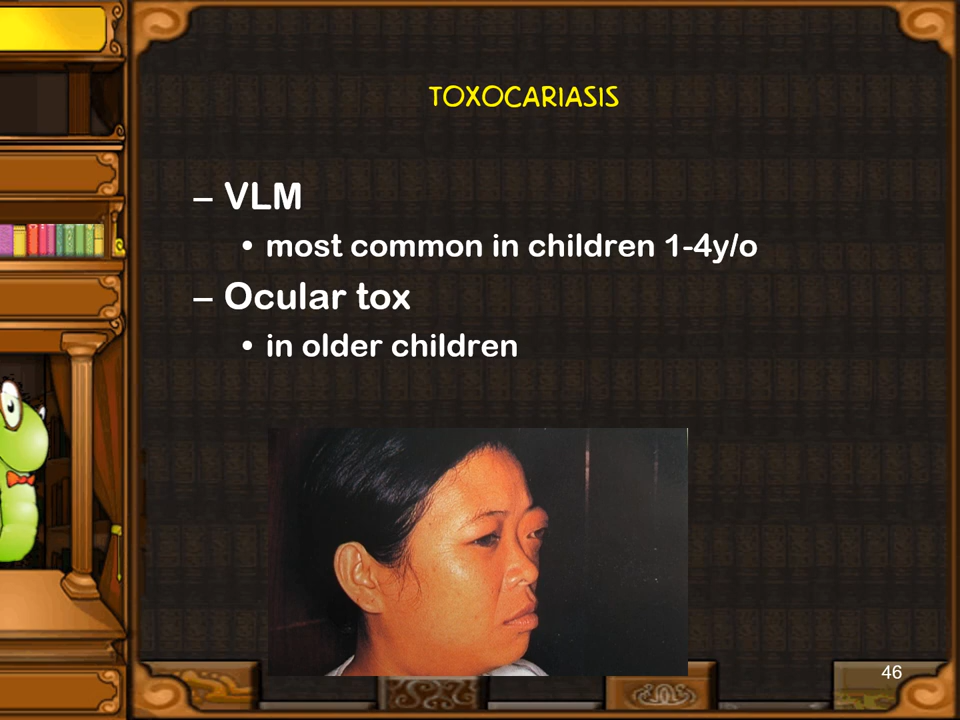 TOXOCARIASIS
– VLM
• most common in children 1-4y/o
– Ocular tox
• in older children
46